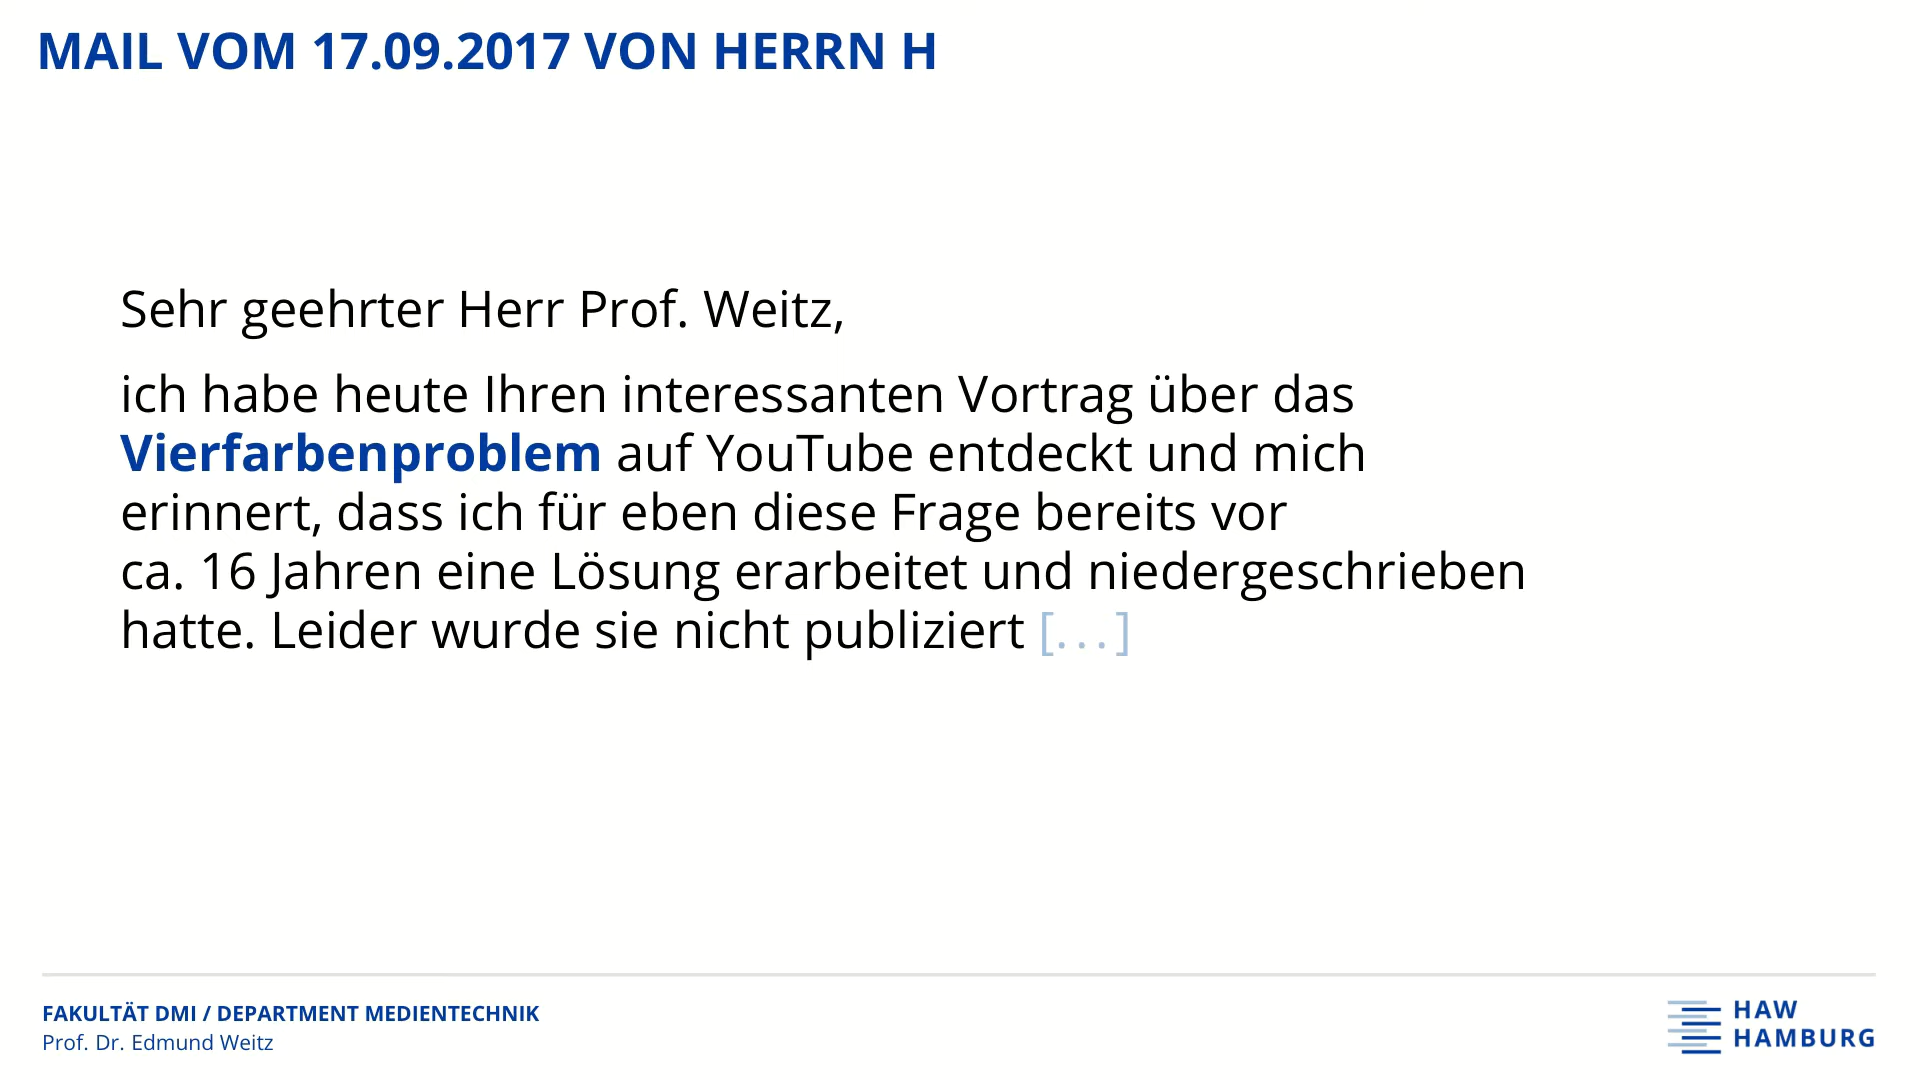 MAIL VOM 17.09.2017 VON HERRN H
Sehr geehrter Herr Prof. Weitz,
ich habe heute Ihren interessanten Vortrag über das
Vierfarbenproblem auf YouTube entdeckt und mich
erinnert, dass ich für eben diese Frage bereits vor
ca. 16 Jahren eine Lösung erarbeitet und niedergeschrieben
hatte. Leider wurde sie nicht publiziert [...]
FAKULTÄT DMI / DEPARTMENT MEDIENTECHNIK
Prof. Dr. Edmund Weitz
HAW
HAMBURG